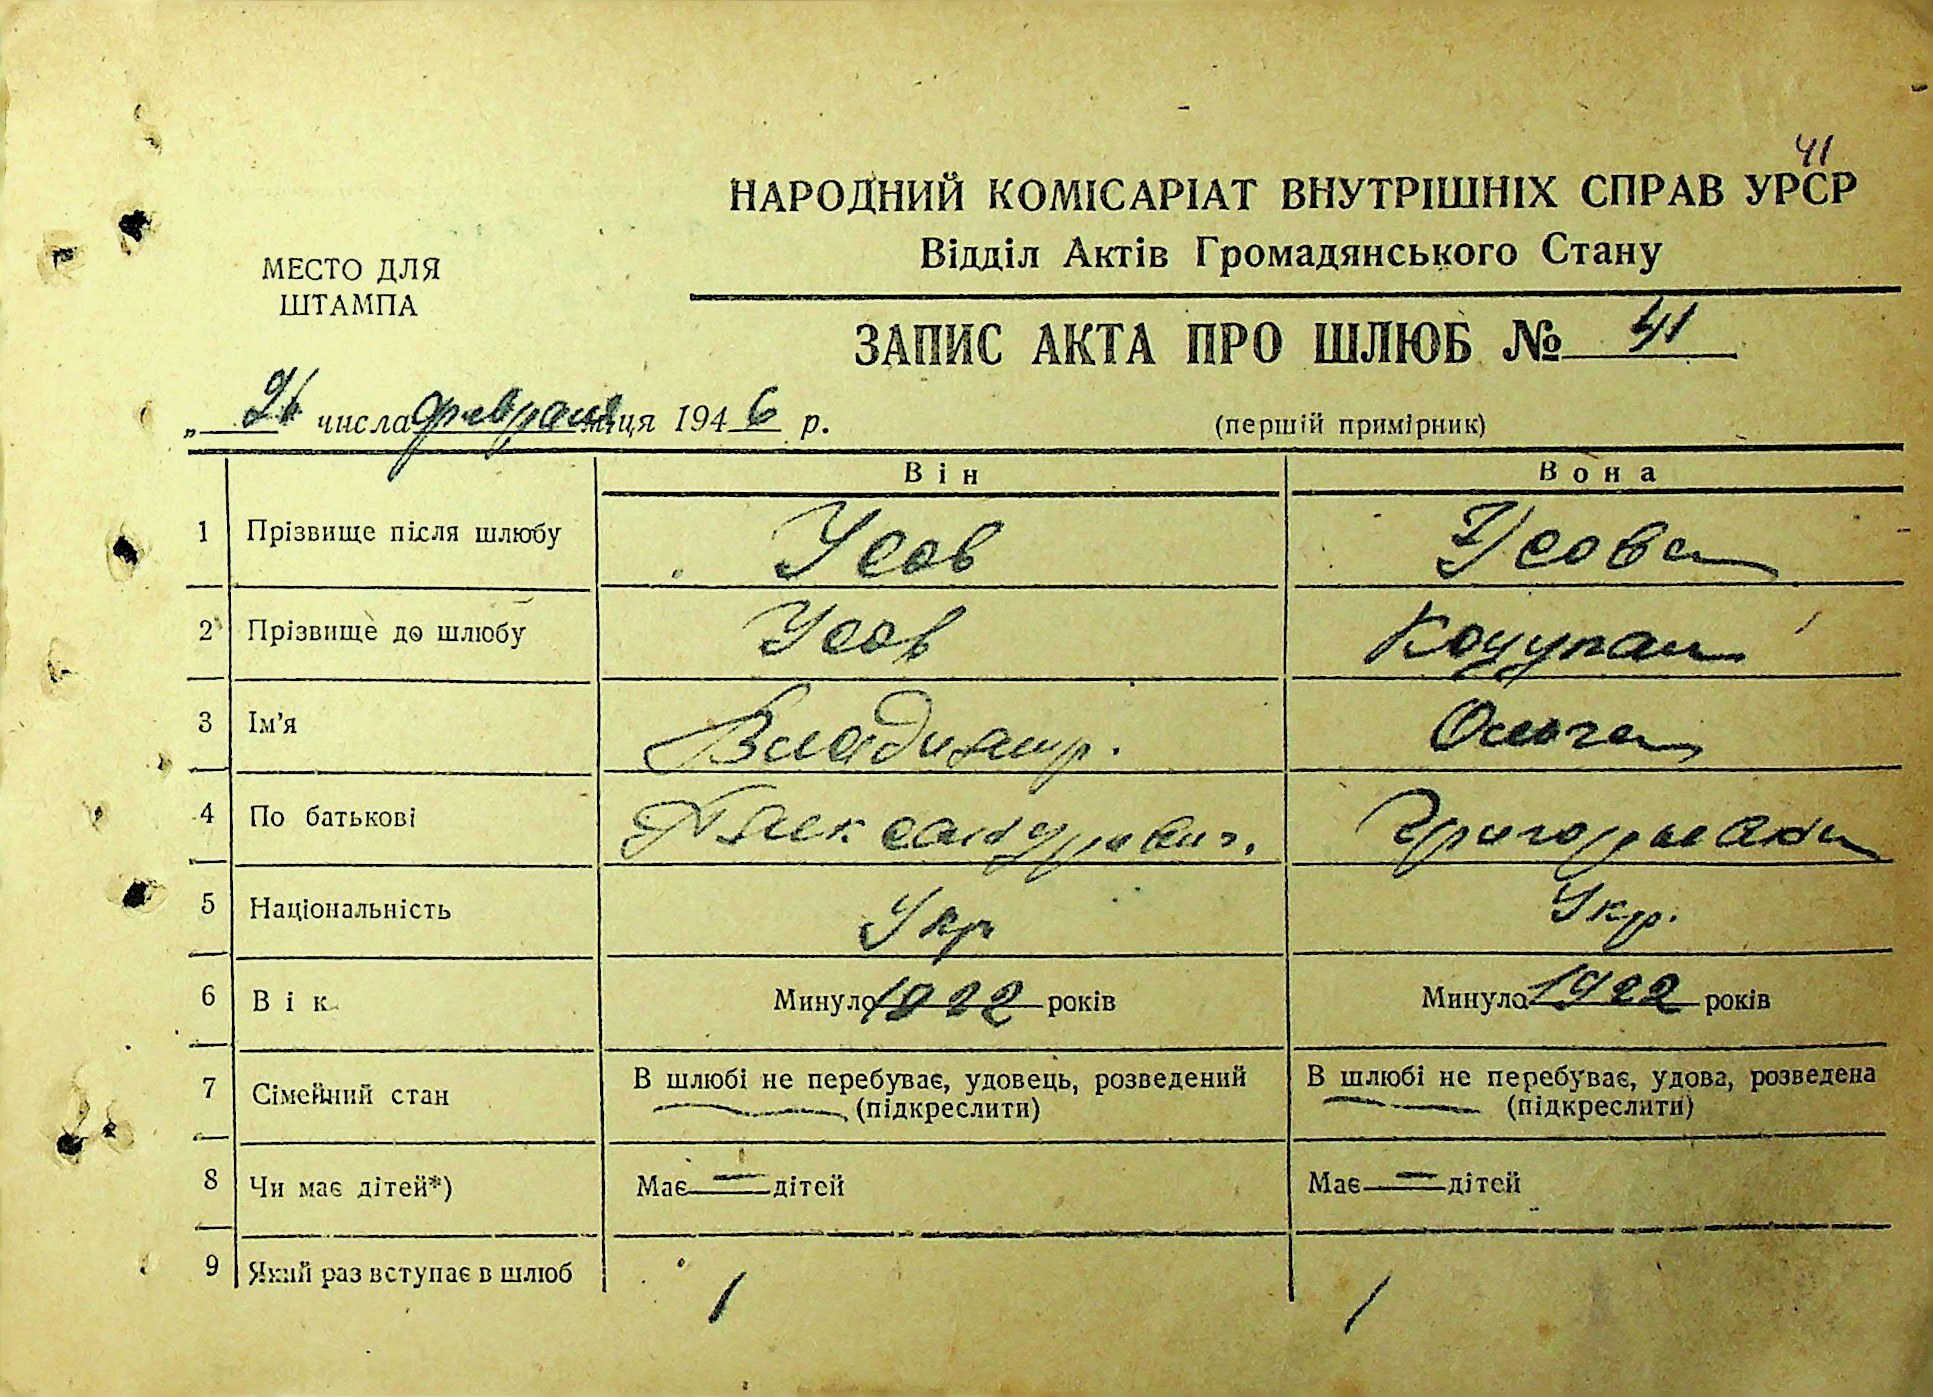 41
НАРОДНИЙ КОМІСАРІАТ ВНУТРІШНІХ СПРАВ УРСР
Відділ Актів Громадянського Стану
МЕСТО ДЛЯ
ШТАМПА
ЗАПИС АКТА ПРО ШЛЮБ № 41
„ 26 числа февраля м-ця 1946 р.
(перший примірник)
Він Вона
1 Прізвище після шлюбу Усов Усова
2 Прізвище до шлюбу Усов
3 Ім'я Владимир. Ольга
4 По батькові Александрович. Григорьевна
5 Національність Укр Укр.
6 Вік Минуло 1922 років Минуло 1922 років
7 Сімейний стан В шлюбі не перебуває, удовець, розведений В шлюбі не перебуває, удова, розведена
(підкреслити) (підкреслити)
8 Чи має дітей*) Має — дітей Має — дітей
9 Який раз вступає в шлюб 1 1